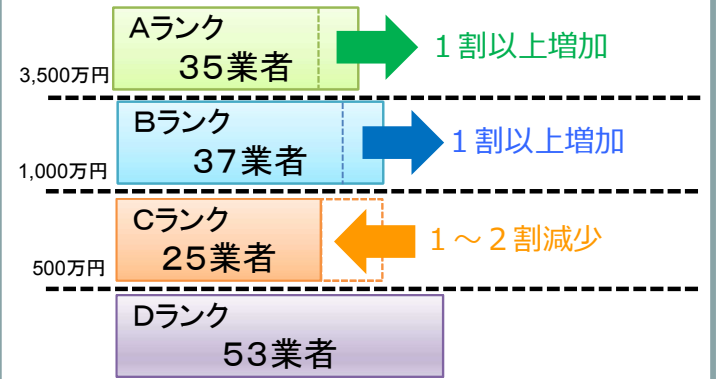 Aランク
35業者
1割以上増加
3,500万円
Bランク
37業者
1割以上増加
1,000万円
Cランク
25業者
1～2割減少
500万円
Dランク
53業者